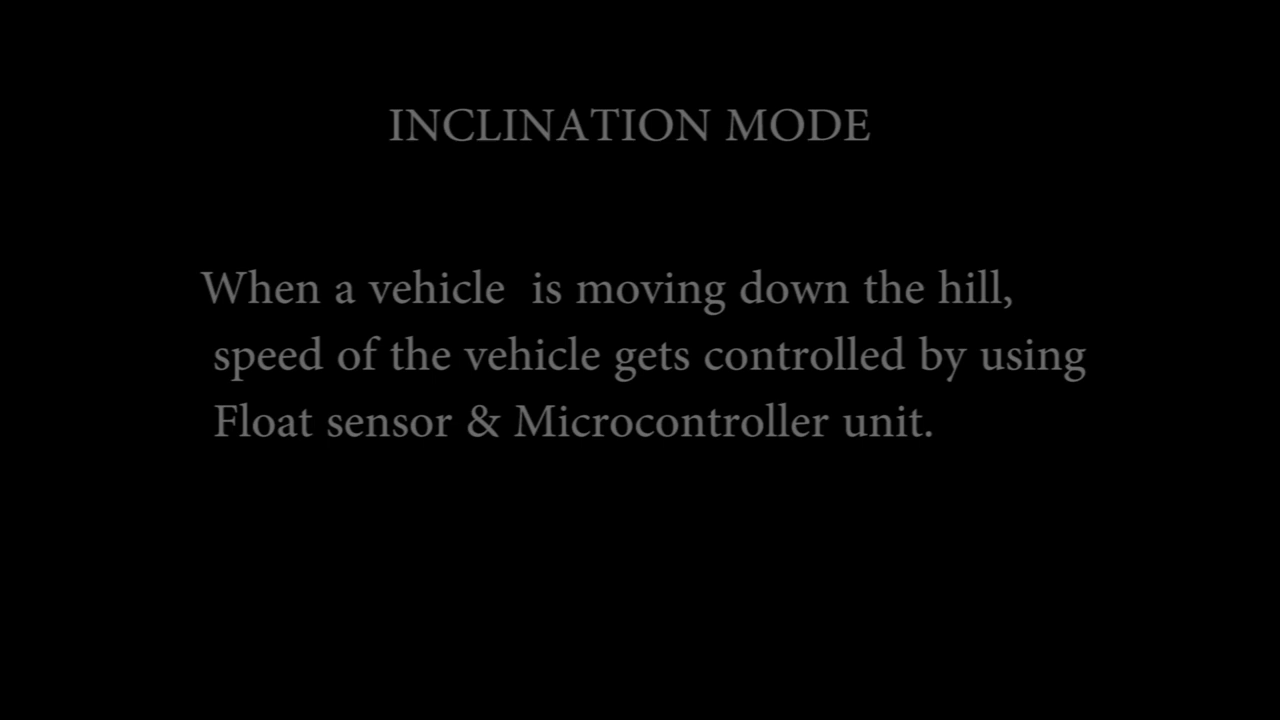 INCLINATION MODE
When a vehicle  is moving down the hill,
speed of the vehicle gets controlled by using
Float sensor & Microcontroller unit.